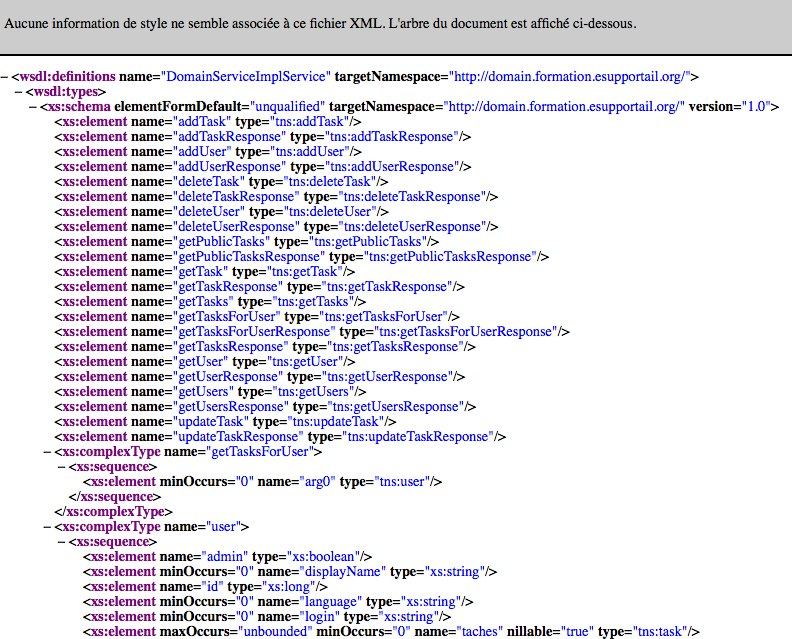 Aucune information de style ne semble associée à ce fichier XML. L'arbre du document est affiché ci-dessous.
– <wsdl:definitions name="DomainServiceImplService" targetNamespace="http://domain.formation.esupportail.org/">
– <wsdl:types>
– <xs:schema elementFormDefault="unqualified" targetNamespace="http://domain.formation.esupportail.org/" version="1.0">
<xs:element name="addTask" type="tns:addTask"/>
<xs:element name="addTaskResponse" type="tns:addTaskResponse"/>
<xs:element name="addUser" type="tns:addUser"/>
<xs:element name="addUserResponse" type="tns:addUserResponse"/>
<xs:element name="deleteTask" type="tns:deleteTask"/>
<xs:element name="deleteTaskResponse" type="tns:deleteTaskResponse"/>
<xs:element name="deleteUser" type="tns:deleteUser"/>
<xs:element name="deleteUserResponse" type="tns:deleteUserResponse"/>
<xs:element name="getPublicTasks" type="tns:getPublicTasks"/>
<xs:element name="getPublicTasksResponse" type="tns:getPublicTasksResponse"/>
<xs:element name="getTask" type="tns:getTask"/>
<xs:element name="getTaskResponse" type="tns:getTaskResponse"/>
<xs:element name="getTasks" type="tns:getTasks"/>
<xs:element name="getTasksForUser" type="tns:getTasksForUser"/>
<xs:element name="getTasksForUserResponse" type="tns:getTasksForUserResponse"/>
<xs:element name="getTasksResponse" type="tns:getTasksResponse"/>
<xs:element name="getUser" type="tns:getUser"/>
<xs:element name="getUserResponse" type="tns:getUserResponse"/>
<xs:element name="getUsers" type="tns:getUsers"/>
<xs:element name="getUsersResponse" type="tns:getUsersResponse"/>
<xs:element name="updateTask" type="tns:updateTask"/>
<xs:element name="updateTaskResponse" type="tns:updateTaskResponse"/>
– <xs:complexType name="getTasksForUser">
– <xs:sequence>
<xs:element minOccurs="0" name="arg0" type="tns:user"/>
</xs:sequence>
</xs:complexType>
– <xs:complexType name="user">
– <xs:sequence>
<xs:element name="admin" type="xs:boolean"/>
<xs:element minOccurs="0" name="displayName" type="xs:string"/>
<xs:element name="id" type="xs:long"/>
<xs:element minOccurs="0" name="language" type="xs:string"/>
<xs:element minOccurs="0" name="login" type="xs:string"/>
<xs:element maxOccurs="unbounded" minOccurs="0" name="taches" nillable="true" type="tns:task"/>